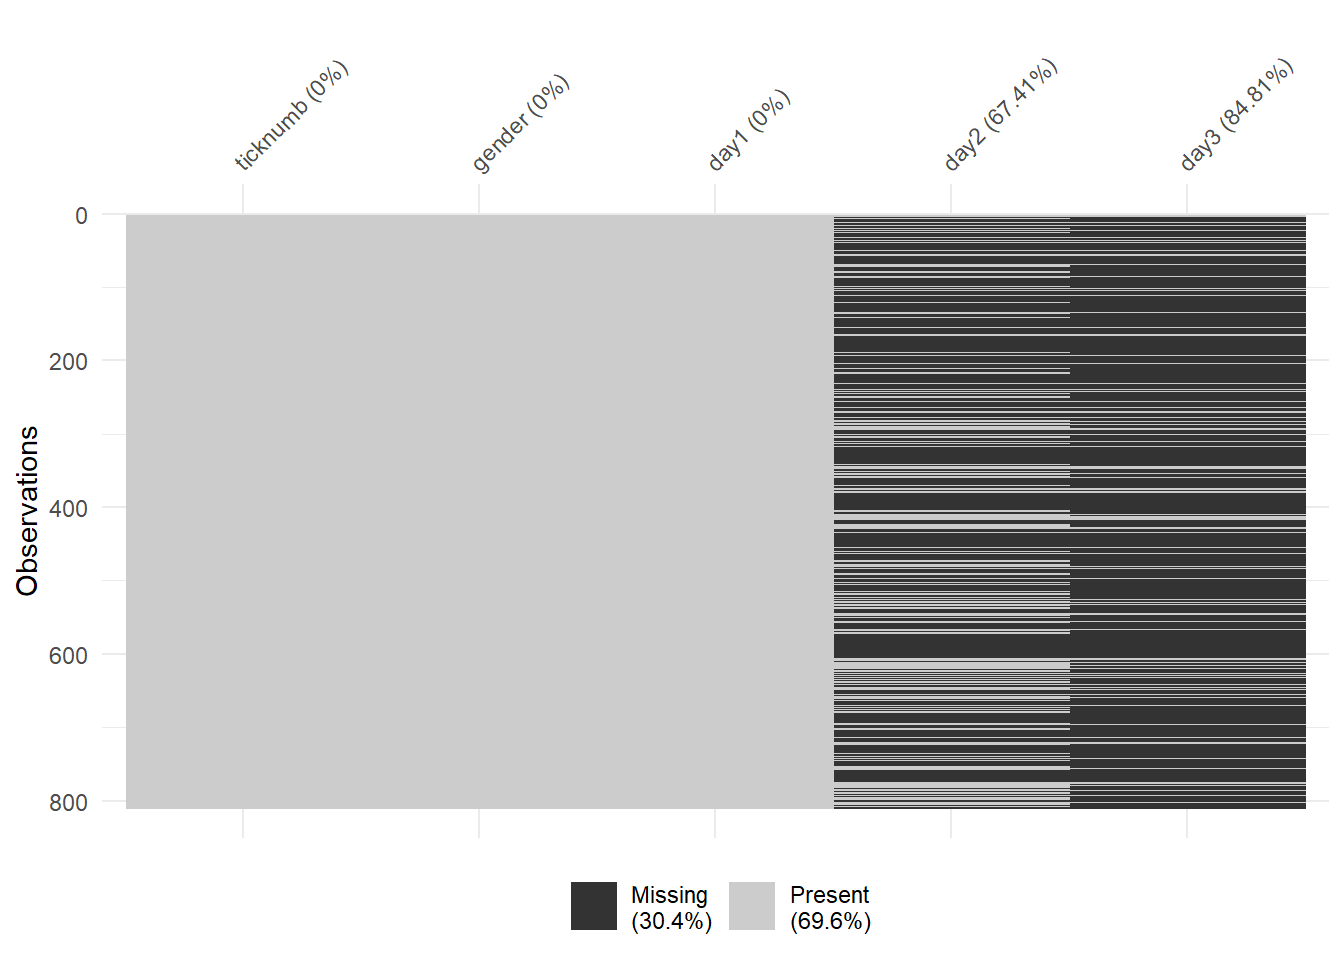 ticknumb (0%)
gender (0%)
day1 (0%)
day2 (67.41%)
day3 (84.81%)
0
200
400
600
800
Observations
Missing
(30.4%)
Present
(69.6%)